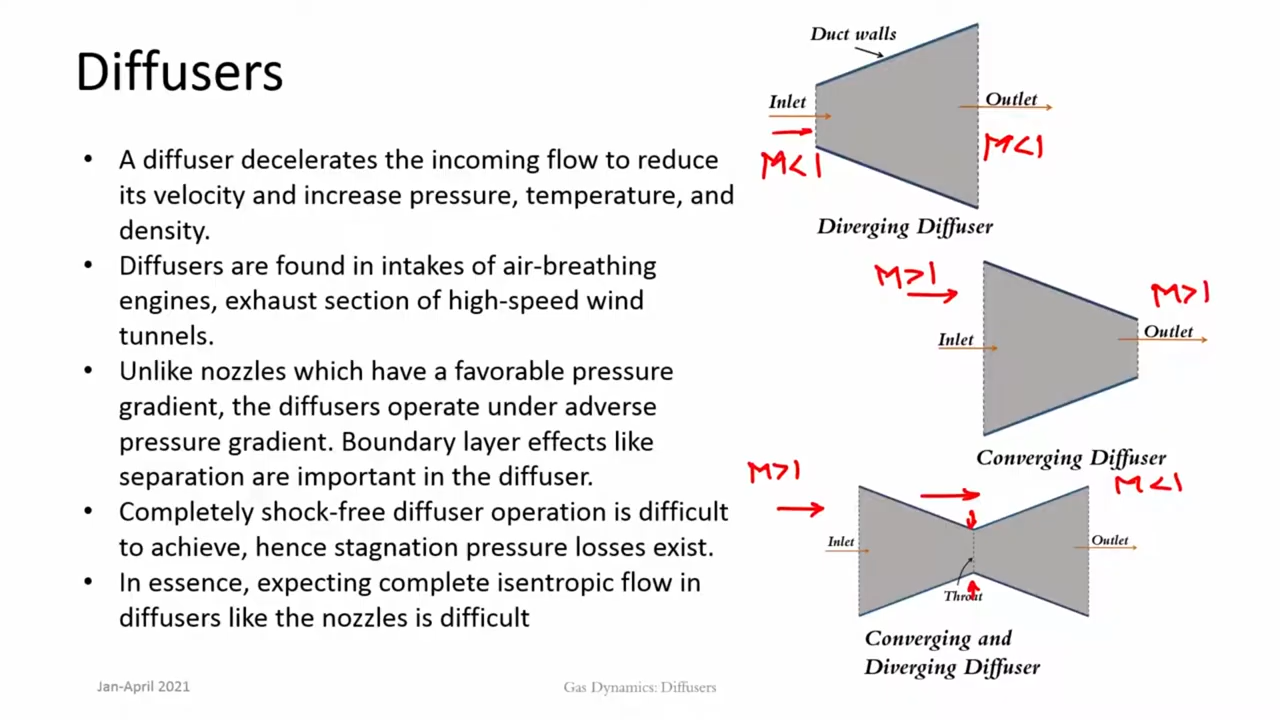 Diffusers
• A diffuser decelerates the incoming flow to reduce
its velocity and increase pressure, temperature, and
density.
• Diffusers are found in intakes of air-breathing
engines, exhaust section of high-speed wind
tunnels.
• Unlike nozzles which have a favorable pressure
gradient, the diffusers operate under adverse
pressure gradient. Boundary layer effects like
separation are important in the diffuser.
• Completely shock-free diffuser operation is difficult
to achieve, hence stagnation pressure losses exist.
• In essence, expecting complete isentropic flow in
diffusers like the nozzles is difficult
Duct walls
Inlet
Outlet
M<1
M<1
Diverging Diffuser
M>1
M>1
Inlet
Outlet
Converging Diffuser
M>1
M<1
Inlet
Outlet
Throat
Converging and
Diverging Diffuser
Jan-April 2021
Gas Dynamics: Diffusers